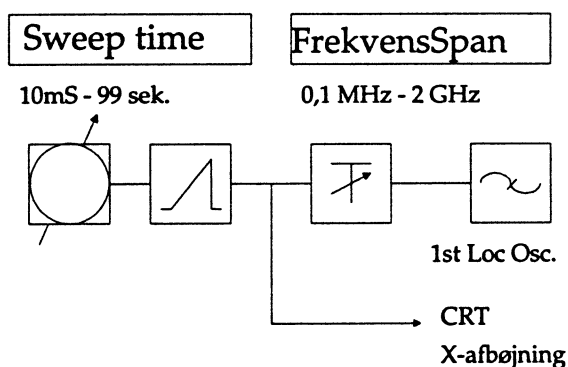 Sweep time
FrekvensSpan
10mS - 99 sek.
0,1 MHz - 2 GHz
1st Loc Osc.
CRT
X-afbøjning